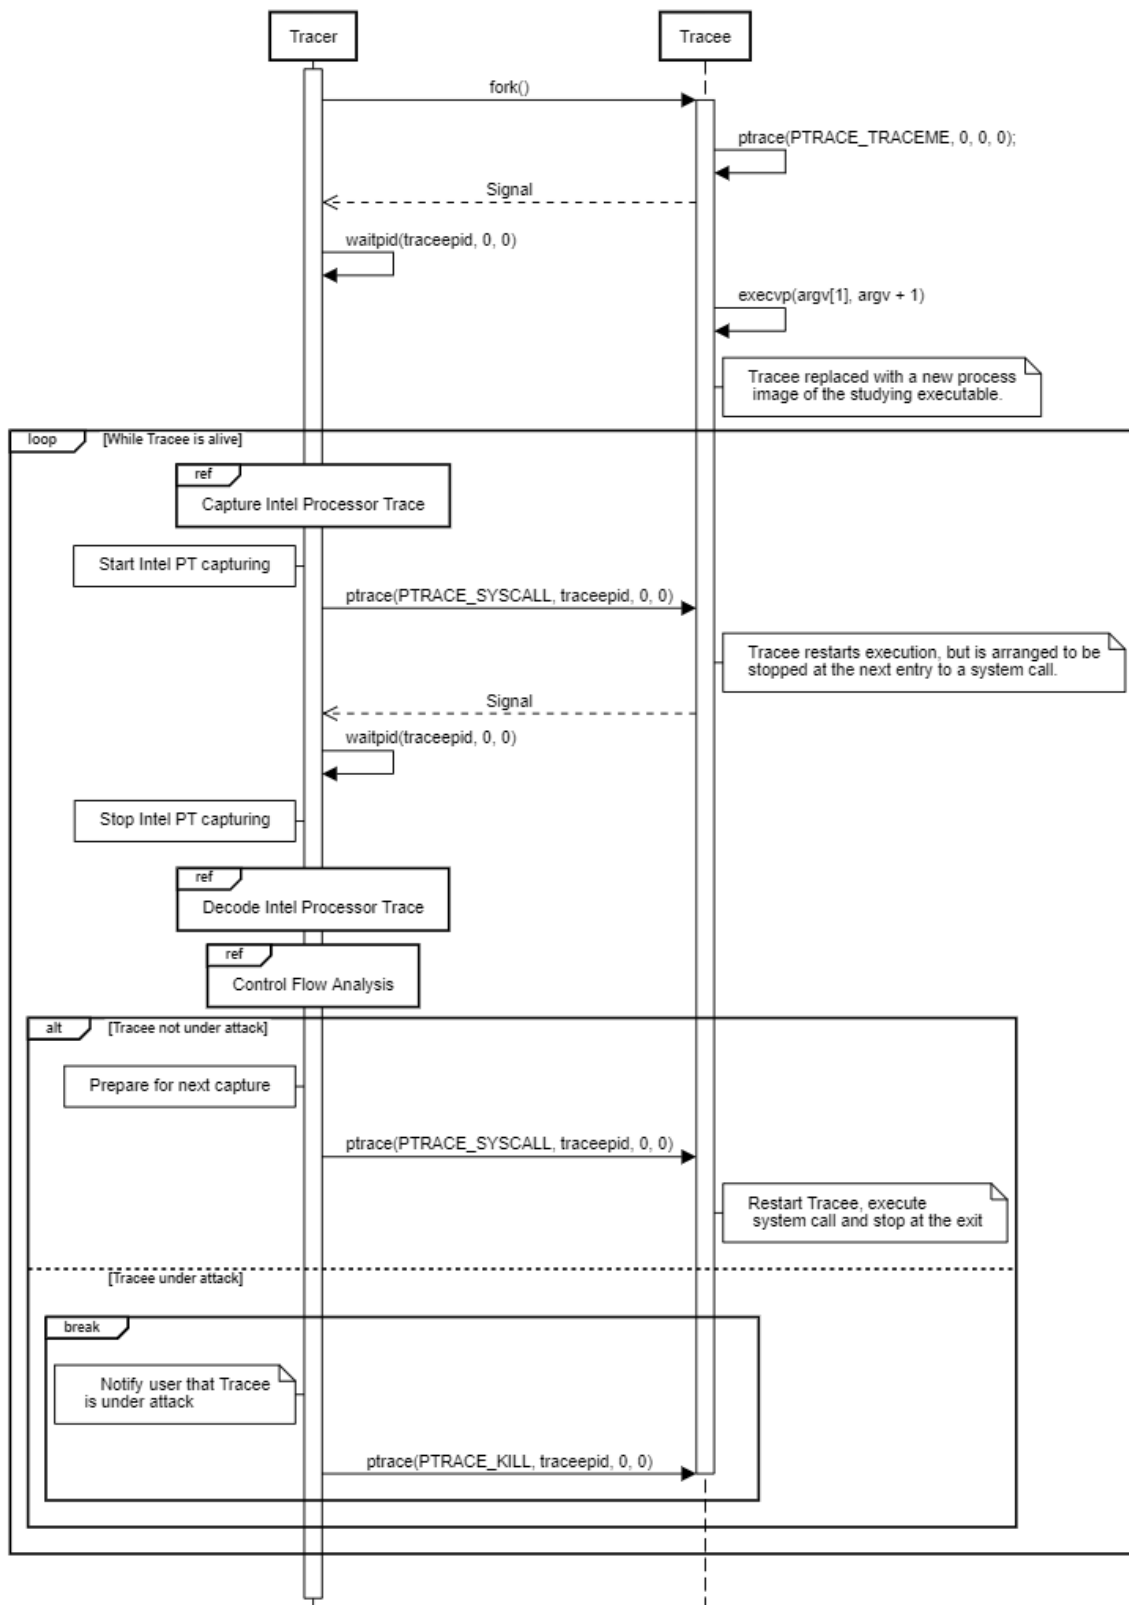 Tracer
Tracee
fork()
ptrace(PTRACE_TRACEME, 0, 0, 0);
Signal
waitpid(traceepid, 0, 0)
execvp(argv[1], argv + 1)
Tracee replaced with a new process
image of the studying executable.
loop
[While Tracee is alive]
ref
Capture Intel Processor Trace
Start Intel PT capturing
ptrace(PTRACE_SYSCALL, traceepid, 0, 0)
Tracee restarts execution, but is arranged to be
stopped at the next entry to a system call.
Signal
waitpid(traceepid, 0, 0)
Stop Intel PT capturing
ref
Decode Intel Processor Trace
ref
Control Flow Analysis
alt
[Tracee not under attack]
Prepare for next capture
ptrace(PTRACE_SYSCALL, traceepid, 0, 0)
Restart Tracee, execute
system call and stop at the exit
[Tracee under attack]
break
Notify user that Tracee
is under attack
ptrace(PTRACE_KILL, traceepid, 0, 0)